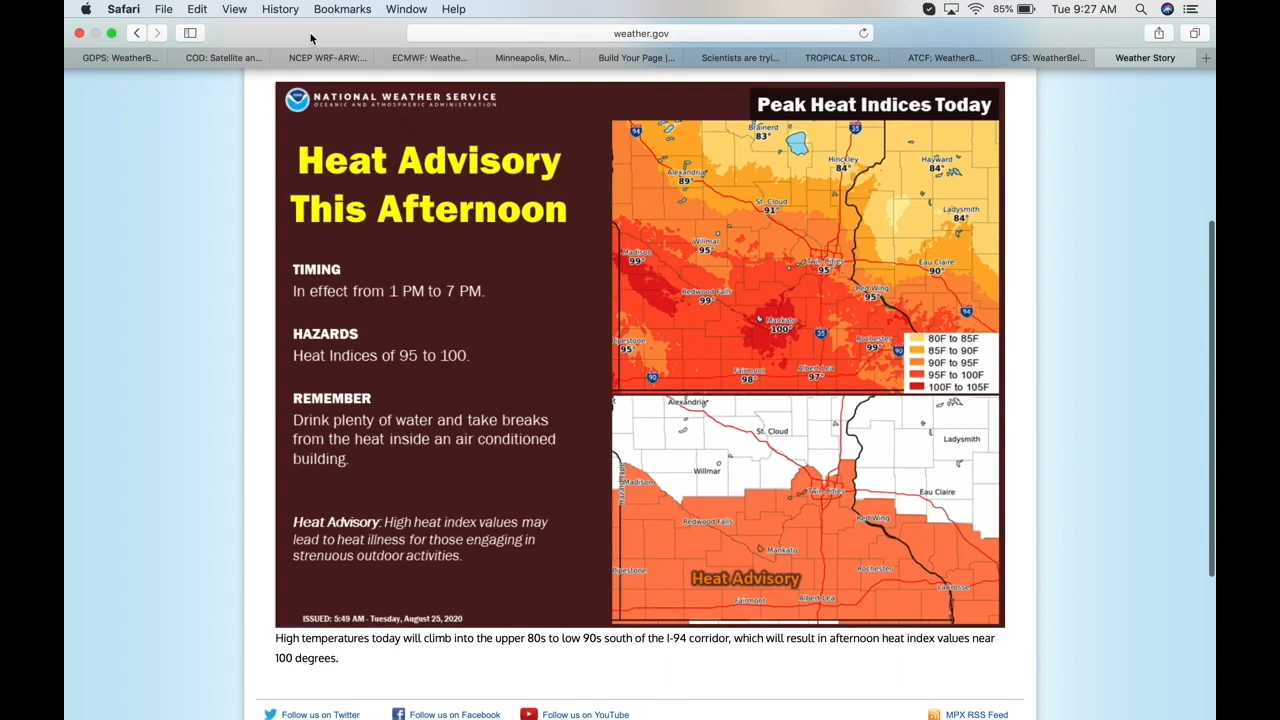 Safari File Edit View History Bookmarks Window Help 85% Tue 9:27 AM
weather.gov
GDPS: WeatherB... COD: Satellite an... NCEP WRF-ARW:... ECMWF: Weathe... Minneapolis, Min... Build Your Page |... Scientists are tryi... TROPICAL STOR... ATCF: WeatherB... GFS: WeatherBel... Weather Story
NATIONAL WEATHER SERVICE
OCEANIC AND ATMOSPHERIC ADMINISTRATION
Peak Heat Indices Today
Heat Advisory
This Afternoon
TIMING
In effect from 1 PM to 7 PM.
HAZARDS
Heat Indices of 95 to 100.
REMEMBER
Drink plenty of water and take breaks
from the heat inside an air conditioned
building.
Heat Advisory: High heat index values may
lead to heat illness for those engaging in
strenuous outdoor activities.
ISSUED: 5:49 AM - Tuesday, August 25, 2020
94
Brainerd
83°
35
Hinckley
84°
Hayward
84°
Alexandria
89°
St. Cloud
91°
Ladysmith
84°
Willmar
95°
Madison
99°
Twin Cities
95°
Eau Claire
90°
Redwood Falls
99°
Red Wing
95°
Mankato
100°
35
94
Pipestone
95°
Rochester
99°
90
Fairmont
98°
Albert Lea
97°
90
80F to 85F
85F to 90F
90F to 95F
95F to 100F
100F to 105F
Alexandria
St. Cloud
Ladysmith
Willmar
Madison
Twin Cities
Eau Claire
Redwood Falls
Red Wing
Mankato
Pipestone
Rochester
Heat Advisory
LaCrosse
Fairmont
Albert Lea
High temperatures today will climb into the upper 80s to low 90s south of the I-94 corridor, which will result in afternoon heat index values near
100 degrees.
Follow us on Twitter Follow us on Facebook Follow us on YouTube MPX RSS Feed